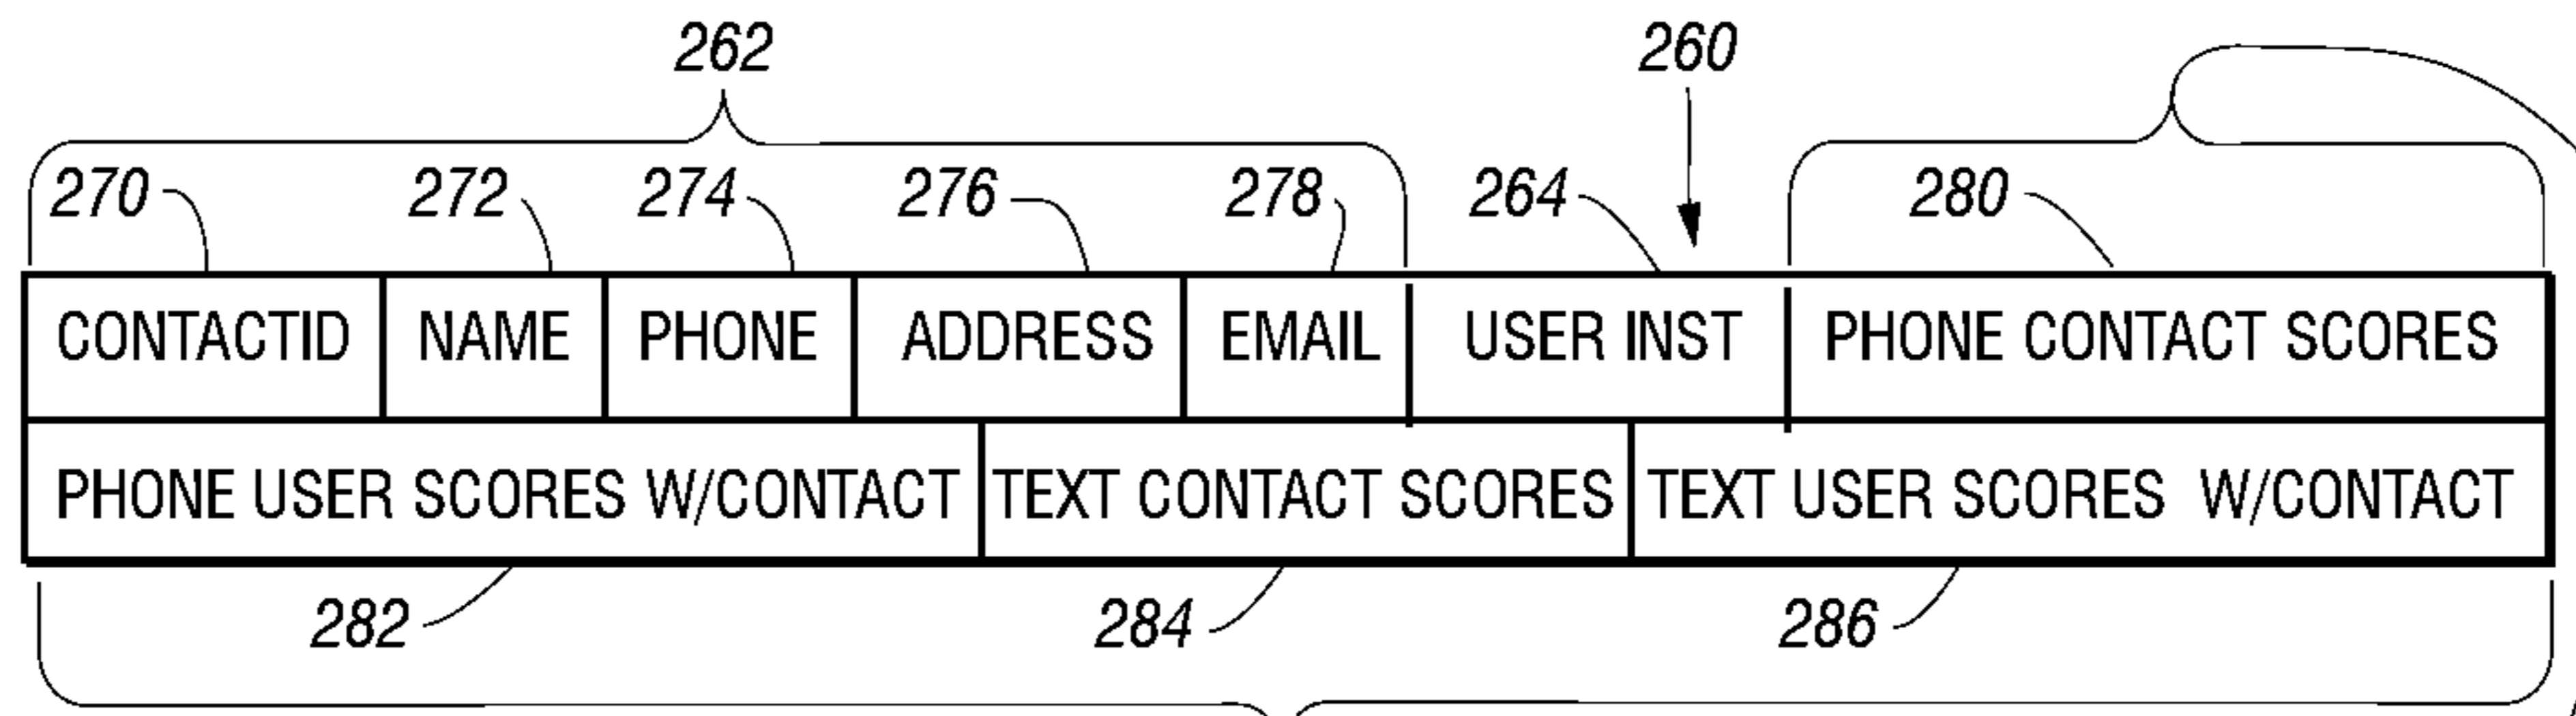 262 260
270 272 274 276 278 264 280
CONTACTID NAME PHONE ADDRESS EMAIL USER INST PHONE CONTACT SCORES
PHONE USER SCORES W/CONTACT TEXT CONTACT SCORES TEXT USER SCORES W/CONTACT
282 284 286